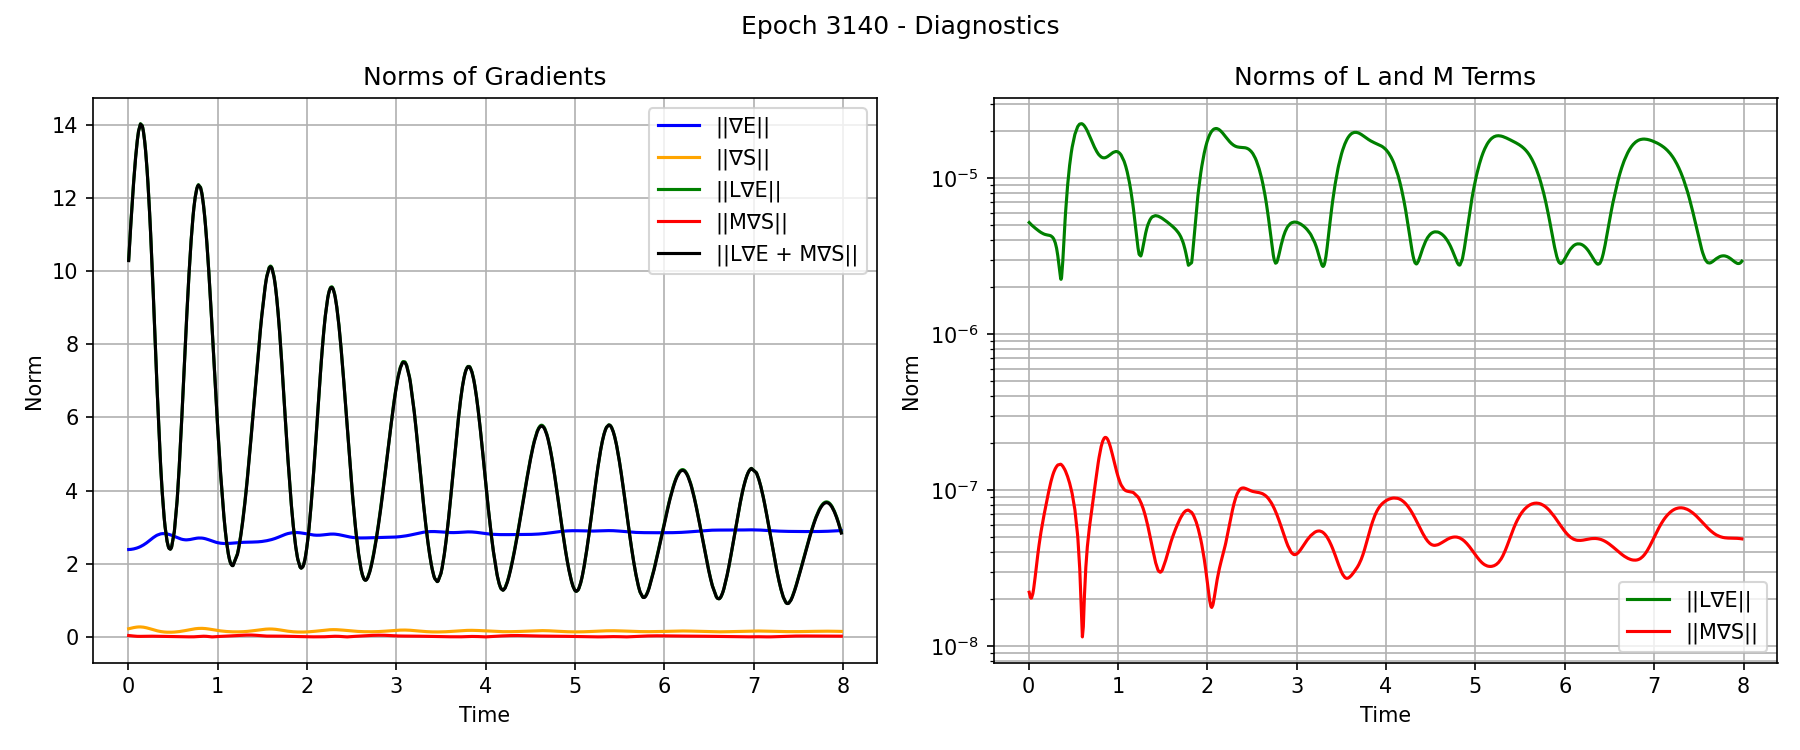 Epoch 3140 - Diagnostics
Norms of Gradients
14
12
10
8
6
4
2
0
Norm
0 1 2 3 4 5 6 7 8
Time
||∇E||
||∇S||
||L∇E||
||M∇S||
||L∇E + M∇S||
Norms of L and M Terms
10⁻⁵
10⁻⁶
10⁻⁷
10⁻⁸
Norm
0 1 2 3 4 5 6 7 8
Time
||L∇E||
||M∇S||